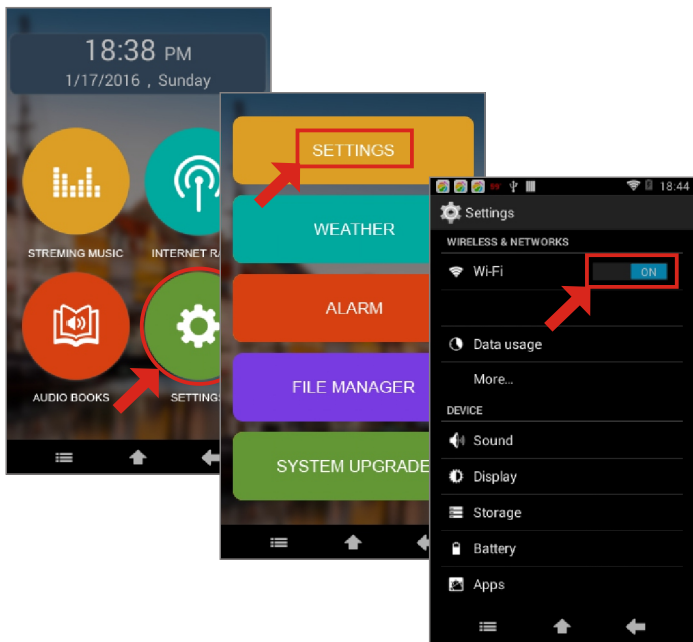 18:38 PM
1/17/2016 , Sunday
STREMING MUSIC
INTERNET
AUDIO BOOKS
SETTINGS
SETTINGS
WEATHER
ALARM
FILE MANAGER
SYSTEM UPGRADE
18:44
Settings
WIRELESS & NETWORKS
Wi-Fi
ON
Data usage
More...
DEVICE
Sound
Display
Storage
Battery
Apps